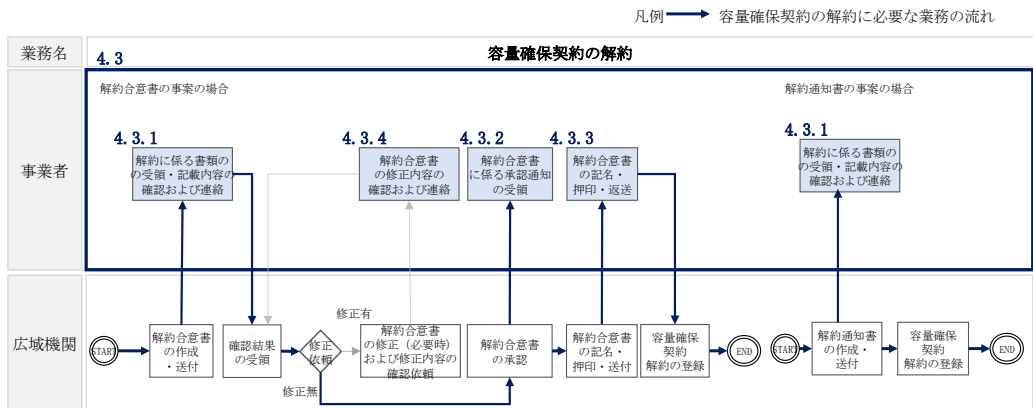 凡例
容量確保契約の解約に必要な業務の流れ
業務名
4.3
容量確保契約の解約
事業者
解約合意書の事案の場合
解約通知書の事案の場合
4.3.1
解約に係る書類の
の受領・記載内容の
確認および連絡
4.3.4
解約合意書
の修正内容の
確認および連絡
4.3.2
解約合意書
に係る承認通知
の受領
4.3.3
解約合意書
の記名・
押印・返送
4.3.1
解約に係る書類の
の受領・記載内容の
確認および連絡
広域機関
START
解約合意書
の作成
・送付
確認結果
の受領
修正
依頼
修正有
修正無
解約合意書
の修正（必要時）
および修正内容の
確認依頼
解約合意書
の承認
解約合意書
の記名・
押印・送付
容量確保
契約
解約の登録
END
START
解約通知書
の作成・
送付
容量確保
契約
解約の登録
END